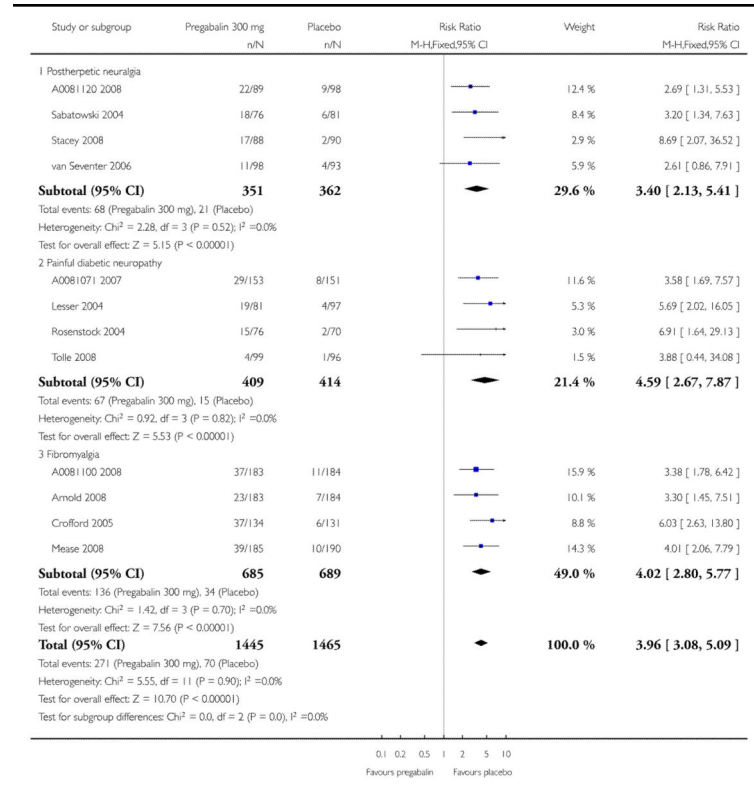 Study or subgroup Pregabalin 300 mg Placebo Risk Ratio Weight Risk Ratio
n/N n/N M-H,Fixed,95% CI M-H,Fixed,95% CI
1 Postherpetic neuralgia
A0081120 2008 22/89 9/98 12.4 % 2.69 [ 1.31, 5.53 ]
Sabatowski 2004 18/76 6/81 8.4 % 3.20 [ 1.34, 7.63 ]
Stacey 2008 17/88 2/90 2.9 % 8.69 [ 2.07, 36.52 ]
van Seventer 2006 11/98 4/93 5.9 % 2.61 [ 0.86, 7.91 ]
Subtotal (95% CI) 351 362 29.6 % 3.40 [ 2.13, 5.41 ]
Total events: 68 (Pregabalin 300 mg), 21 (Placebo)
Heterogeneity: Chi² = 2.28, df = 3 (P = 0.52); I² =0.0%
Test for overall effect: Z = 5.15 (P < 0.00001)
2 Painful diabetic neuropathy
A0081071 2007 29/153 8/151 11.6 % 3.58 [ 1.69, 7.57 ]
Lesser 2004 19/81 4/97 5.3 % 5.69 [ 2.02, 16.05 ]
Rosenstock 2004 15/76 2/70 3.0 % 6.91 [ 1.64, 29.13 ]
Tolle 2008 4/99 1/96 1.5 % 3.88 [ 0.44, 34.08 ]
Subtotal (95% CI) 409 414 21.4 % 4.59 [ 2.67, 7.87 ]
Total events: 67 (Pregabalin 300 mg), 15 (Placebo)
Heterogeneity: Chi² = 0.92, df = 3 (P = 0.82); I² =0.0%
Test for overall effect: Z = 5.53 (P < 0.00001)
3 Fibromyalgia
A0081100 2008 37/183 11/184 15.9 % 3.38 [ 1.78, 6.42 ]
Arnold 2008 23/183 7/184 10.1 % 3.30 [ 1.45, 7.51 ]
Crofford 2005 37/134 6/131 8.8 % 6.03 [ 2.63, 13.80 ]
Mease 2008 39/185 10/190 14.3 % 4.01 [ 2.06, 7.79 ]
Subtotal (95% CI) 685 689 49.0 % 4.02 [ 2.80, 5.77 ]
Total events: 136 (Pregabalin 300 mg), 34 (Placebo)
Heterogeneity: Chi² = 1.42, df = 3 (P = 0.70); I² =0.0%
Test for overall effect: Z = 7.56 (P < 0.00001)
Total (95% CI) 1445 1465 100.0 % 3.96 [ 3.08, 5.09 ]
Total events: 271 (Pregabalin 300 mg), 70 (Placebo)
Heterogeneity: Chi² = 5.55, df = 11 (P = 0.90); I² =0.0%
Test for overall effect: Z = 10.70 (P < 0.00001)
Test for subgroup differences: Chi² = 0.0, df = 2 (P = 0.0), I² =0.0%
0.1 0.2 0.5 1 2 5 10
Favours pregabalin Favours placebo